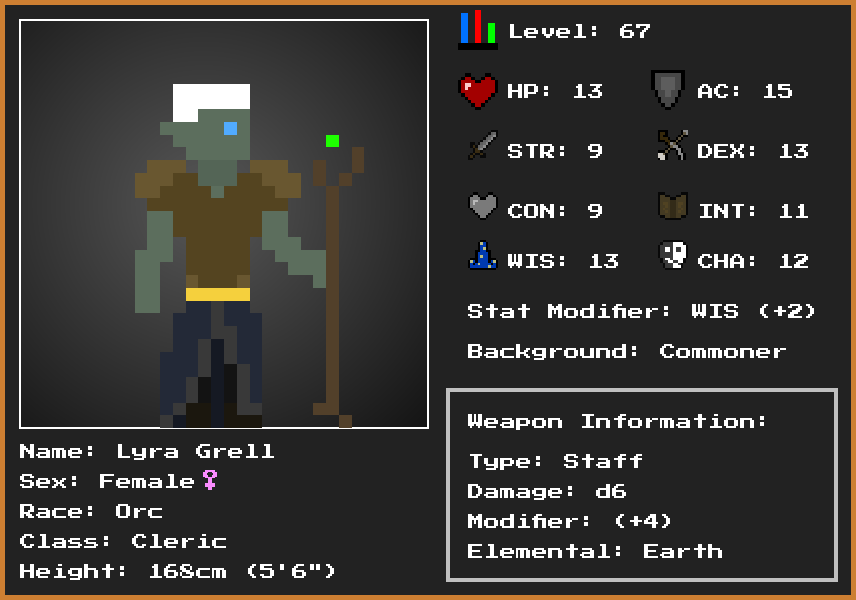 Level: 67
HP: 13
AC: 15
STR: 9
DEX: 13
CON: 9
INT: 11
WIS: 13
CHA: 12
Stat Modifier: WIS (+2)
Background: Commoner
Weapon Information:
Type: Staff
Damage: d6
Modifier: (+4)
Elemental: Earth
Name: Lyra Grell
Sex: Female♀
Race: Orc
Class: Cleric
Height: 168cm (5'6")